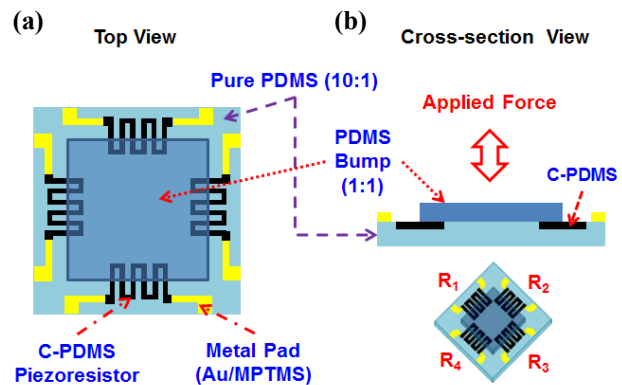 (a)
Top View
Pure PDMS (10:1)
PDMS
Bump
(1:1)
C-PDMS
Piezoresistor
Metal Pad
(Au/MPTMS)
(b)
Cross-section View
Applied Force
C-PDMS
R₁
R₂
R₄
R₃